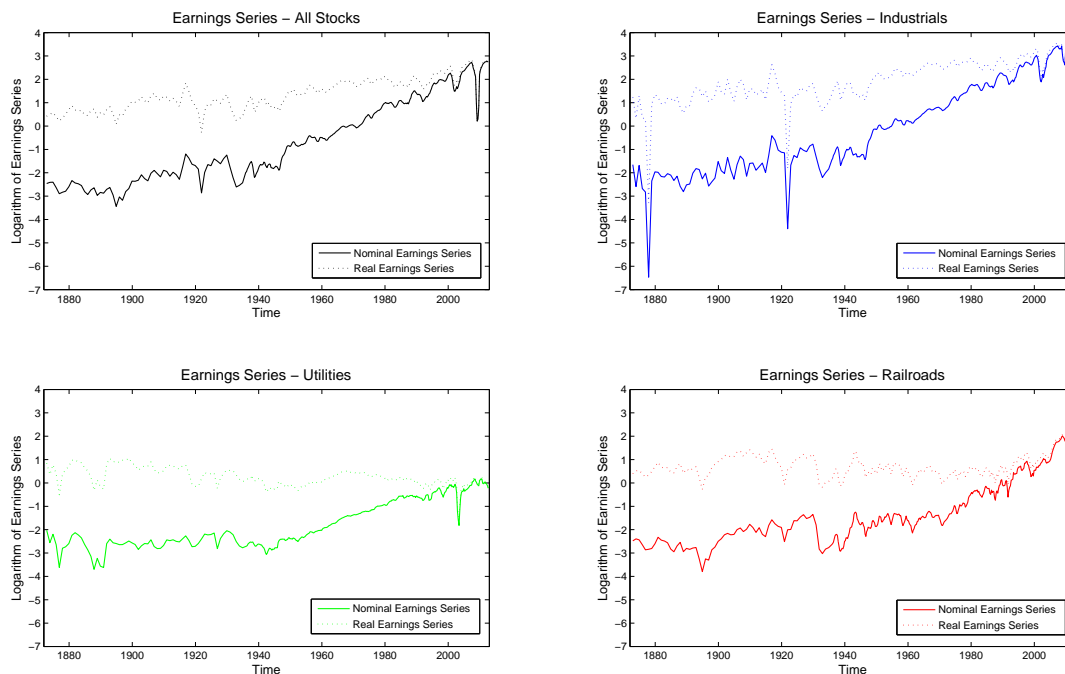 Earnings Series − All Stocks
4
3
2
1
0
−1
−2
−3
−4
−5
−6
−7
Logarithm of Earnings Series
1880 1900 1920 1940 1960 1980 2000
Time
Nominal Earnings Series
Real Earnings Series
Earnings Series − Industrials
4
3
2
1
0
−1
−2
−3
−4
−5
−6
−7
Logarithm of Earnings Series
1880 1900 1920 1940 1960 1980 2000
Time
Nominal Earnings Series
Real Earnings Series
Earnings Series − Utilities
4
3
2
1
0
−1
−2
−3
−4
−5
−6
−7
Logarithm of Earnings Series
1880 1900 1920 1940 1960 1980 2000
Time
Nominal Earnings Series
Real Earnings Series
Earnings Series − Railroads
4
3
2
1
0
−1
−2
−3
−4
−5
−6
−7
Logarithm of Earnings Series
1880 1900 1920 1940 1960 1980 2000
Time
Nominal Earnings Series
Real Earnings Series